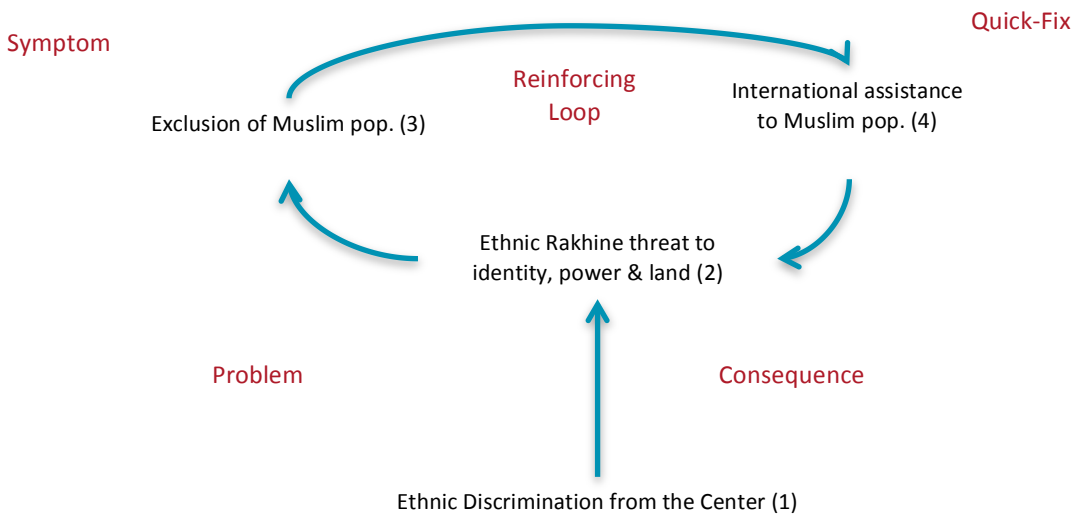 Quick-Fix
Symptom
Reinforcing
Loop
International assistance
to Muslim pop. (4)
Exclusion of Muslim pop. (3)
Ethnic Rakhine threat to
identity, power & land (2)
Problem
Consequence
Ethnic Discrimination from the Center (1)